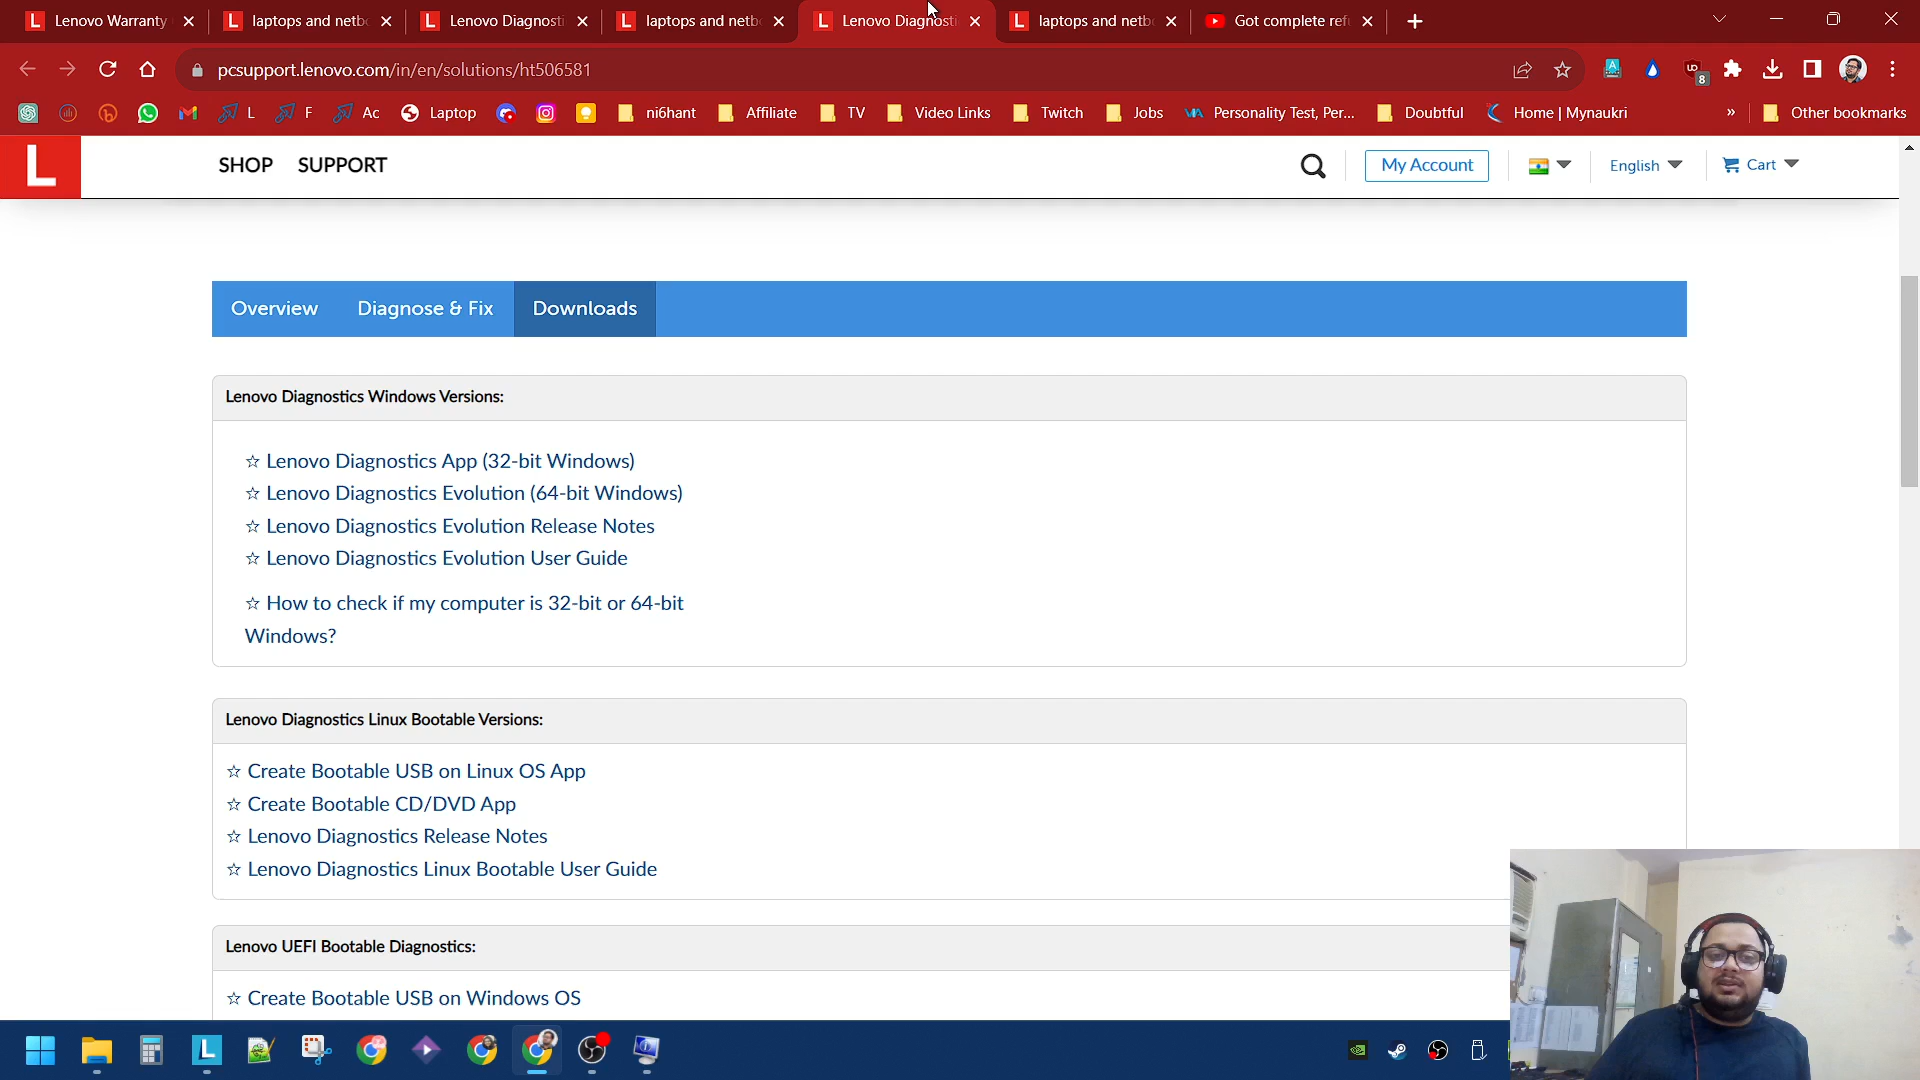 Lenovo Warranty
laptops and netb
Lenovo Diagnosti
laptops and netb
Lenovo Diagnosti
laptops and netb
Got complete ref
pcsupport.lenovo.com/in/en/solutions/ht506581
8
L
F
Ac
Laptop
ni6hant
Affiliate
TV
Video Links
Twitch
Jobs
Personality Test, Per...
Doubtful
Home | Mynaukri
»
Other bookmarks
L
SHOP
SUPPORT
My Account
English
Cart
Overview
Diagnose & Fix
Downloads
Lenovo Diagnostics Windows Versions:
☆ Lenovo Diagnostics App (32-bit Windows)
☆ Lenovo Diagnostics Evolution (64-bit Windows)
☆ Lenovo Diagnostics Evolution Release Notes
☆ Lenovo Diagnostics Evolution User Guide
☆ How to check if my computer is 32-bit or 64-bit
Windows?
Lenovo Diagnostics Linux Bootable Versions:
☆ Create Bootable USB on Linux OS App
☆ Create Bootable CD/DVD App
☆ Lenovo Diagnostics Release Notes
☆ Lenovo Diagnostics Linux Bootable User Guide
Lenovo UEFI Bootable Diagnostics:
☆ Create Bootable USB on Windows OS